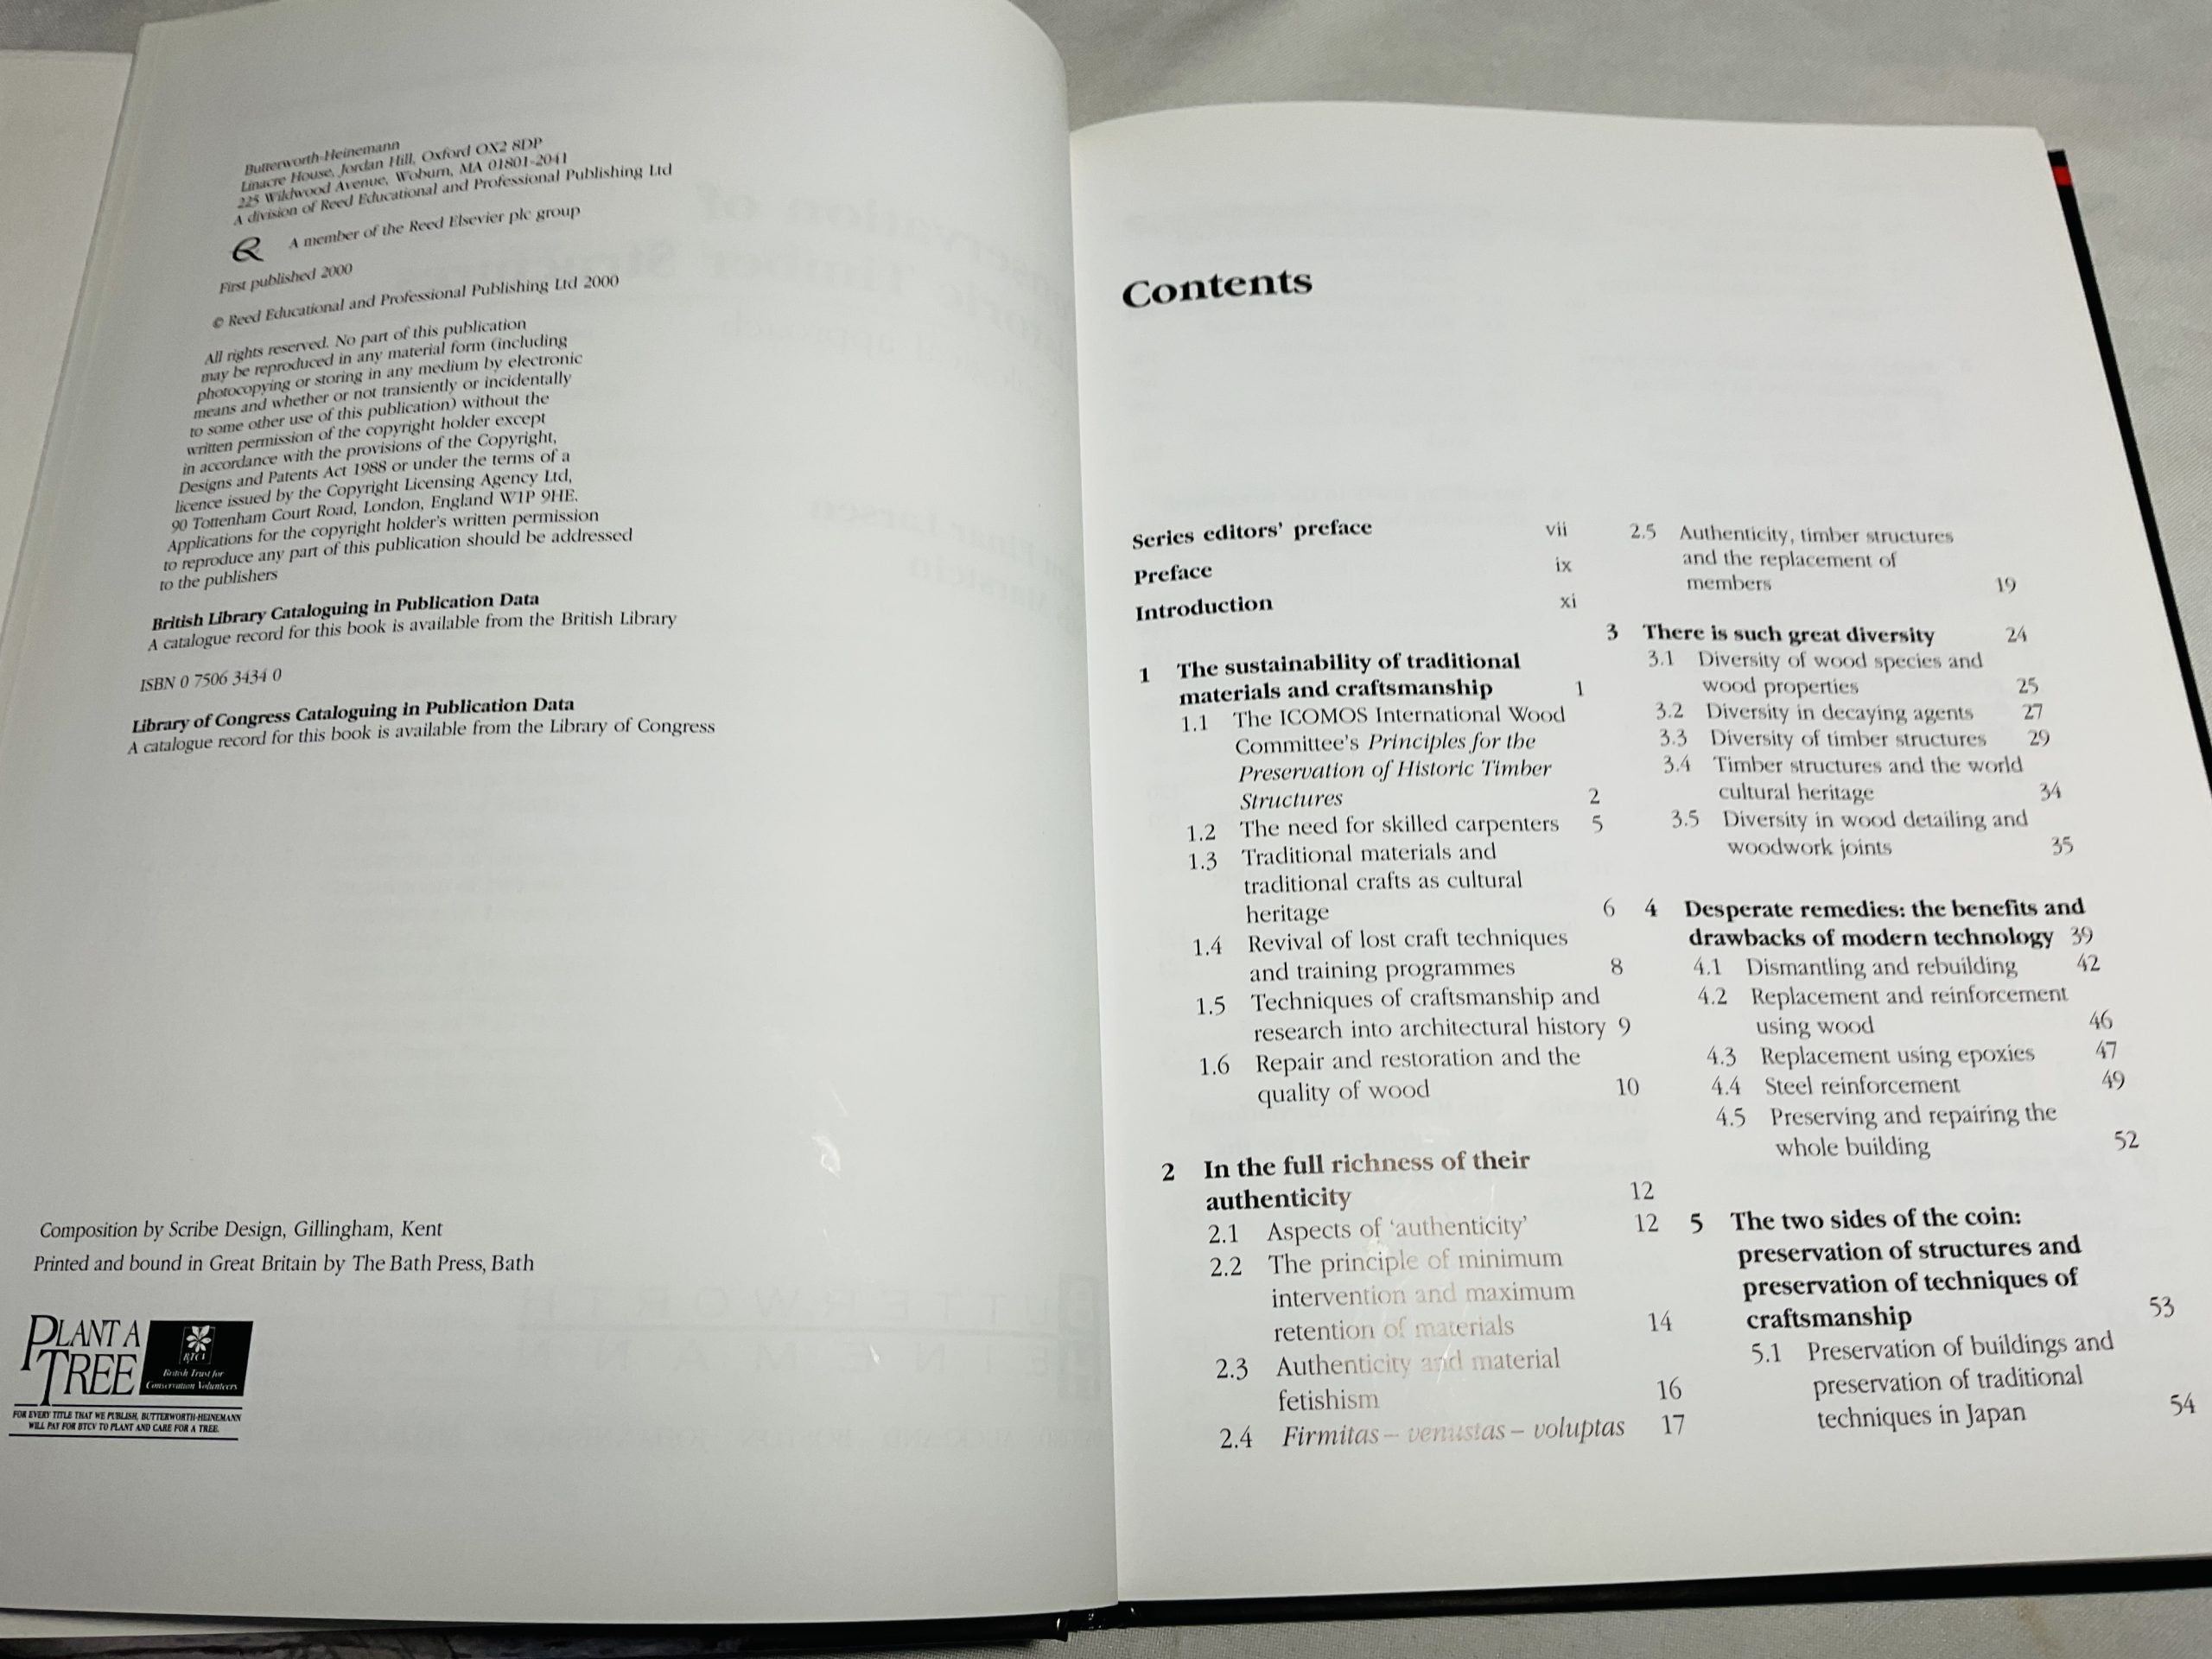 Butterworth-Heinemann
Linacre House, Jordan Hill, Oxford OX2 8DP
225 Wildwood Avenue, Woburn, MA 01801-2041
A division of Reed Educational and Professional Publishing Ltd
A member of the Reed Elsevier plc group
First published 2000
© Reed Educational and Professional Publishing Ltd 2000
All rights reserved. No part of this publication
may be reproduced in any material form (including
photocopying or storing in any medium by electronic
means and whether or not transiently or incidentally
to some other use of this publication) without the
written permission of the copyright holder except
in accordance with the provisions of the Copyright,
Designs and Patents Act 1988 or under the terms of a
licence issued by the Copyright Licensing Agency Ltd,
90 Tottenham Court Road, London, England W1P 9HE.
Applications for the copyright holder's written permission
to reproduce any part of this publication should be addressed
to the publishers
British Library Cataloguing in Publication Data
A catalogue record for this book is available from the British Library
ISBN 0 7506 3434 0
Library of Congress Cataloguing in Publication Data
A catalogue record for this book is available from the Library of Congress
Composition by Scribe Design, Gillingham, Kent
Printed and bound in Great Britain by The Bath Press, Bath
PLANT A
TREE
BTCV
British Trust for
Conservation Volunteers
FOR EVERY TITLE THAT WE PUBLISH, BUTTERWORTH-HEINEMANN
WILL PAY FOR BTCV TO PLANT AND CARE FOR A TREE.
Contents
Series editors' preface vii
Preface ix
Introduction xi
1 The sustainability of traditional
materials and craftsmanship 1
1.1 The ICOMOS International Wood
Committee's Principles for the
Preservation of Historic Timber
Structures 2
1.2 The need for skilled carpenters 5
1.3 Traditional materials and
traditional crafts as cultural
heritage 6
1.4 Revival of lost craft techniques
and training programmes 8
1.5 Techniques of craftsmanship and
research into architectural history 9
1.6 Repair and restoration and the
quality of wood 10
2 In the full richness of their
authenticity 12
2.1 Aspects of 'authenticity' 12
2.2 The principle of minimum
intervention and maximum
retention of materials 14
2.3 Authenticity and material
fetishism 16
2.4 Firmitas – venustas – voluptas 17
2.5 Authenticity, timber structures
and the replacement of
members 19
3 There is such great diversity 24
3.1 Diversity of wood species and
wood properties 25
3.2 Diversity in decaying agents 27
3.3 Diversity of timber structures 29
3.4 Timber structures and the world
cultural heritage 34
3.5 Diversity in wood detailing and
woodwork joints 35
4 Desperate remedies: the benefits and
drawbacks of modern technology 39
4.1 Dismantling and rebuilding 42
4.2 Replacement and reinforcement
using wood 46
4.3 Replacement using epoxies 47
4.4 Steel reinforcement 49
4.5 Preserving and repairing the
whole building 52
5 The two sides of the coin:
preservation of structures and
preservation of techniques of
craftsmanship 53
5.1 Preservation of buildings and
preservation of traditional
techniques in Japan 54